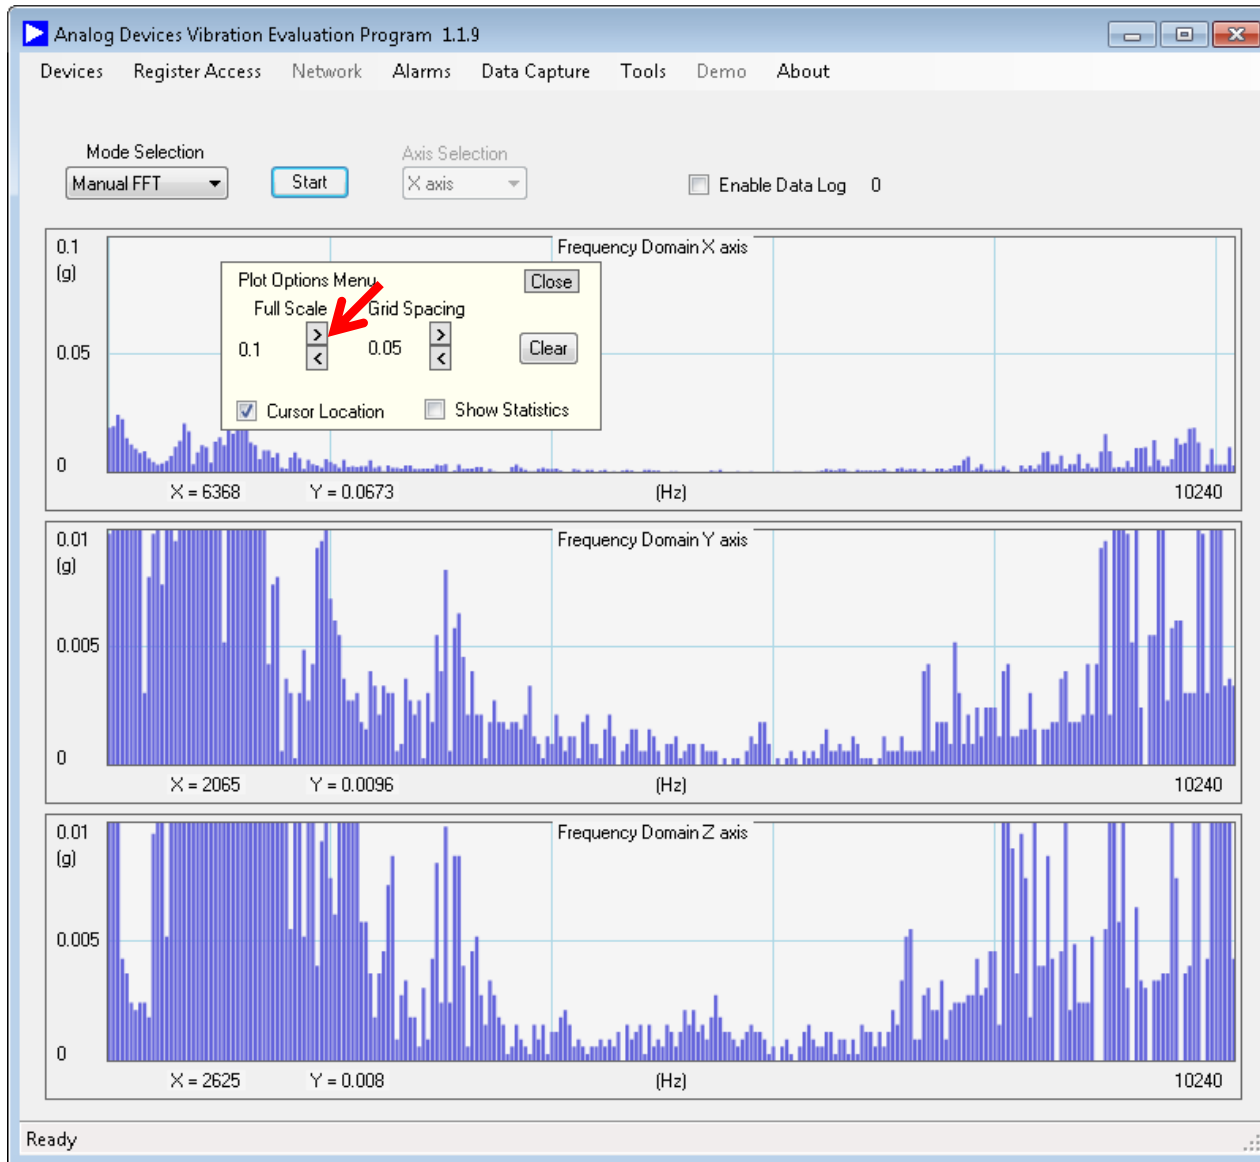 Analog Devices Vibration Evaluation Program 1.1.9
Devices Register Access Network Alarms Data Capture Tools Demo About
Mode Selection Axis Selection
Manual FFT Start X axis Enable Data Log 0
0.1 Frequency Domain X axis
(g)
Plot Options Menu Close
Full Scale Grid Spacing
>
>
0.05 0.1 0.05 Clear
<
<
Cursor Location Show Statistics
0
X = 6368 Y = 0.0673 (Hz) 10240
0.01 Frequency Domain Y axis
(g)
0.005
0
X = 2065 Y = 0.0096 (Hz) 10240
0.01 Frequency Domain Z axis
(g)
0.005
0
X = 2625 Y = 0.008 (Hz) 10240
Ready